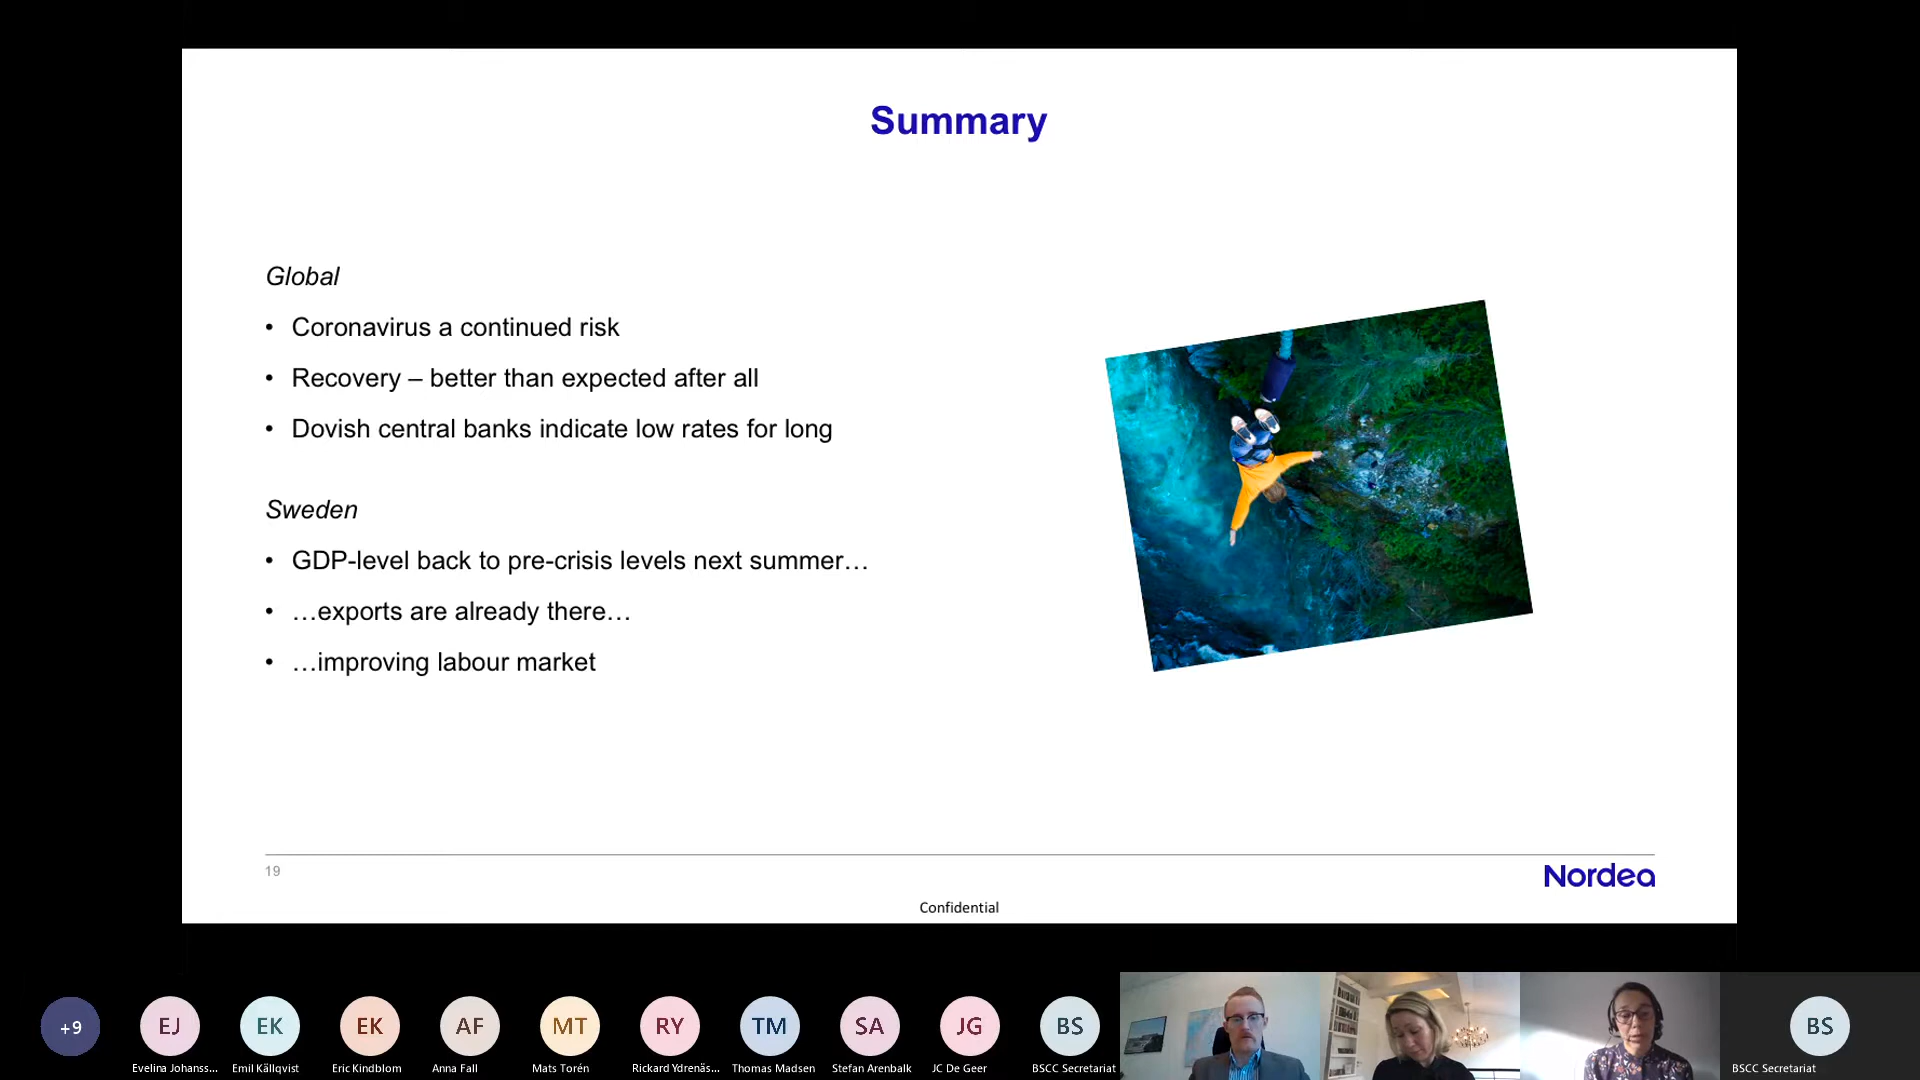 Summary
Global
• Coronavirus a continued risk
• Recovery – better than expected after all
• Dovish central banks indicate low rates for long
Sweden
• GDP-level back to pre-crisis levels next summer…
• …exports are already there…
• …improving labour market
19
Nordea
Confidential
+9
EJ
EK
EK
AF
MT
RY
TM
SA
JG
BS
BS
Evelina Johanss...
Emil Källqvist
Eric Kindblom
Anna Fall
Mats Torén
Rickard Ydrenäs...
Thomas Madsen
Stefan Arenbalk
JC De Geer
BSCC Secretariat
BSCC Secretariat